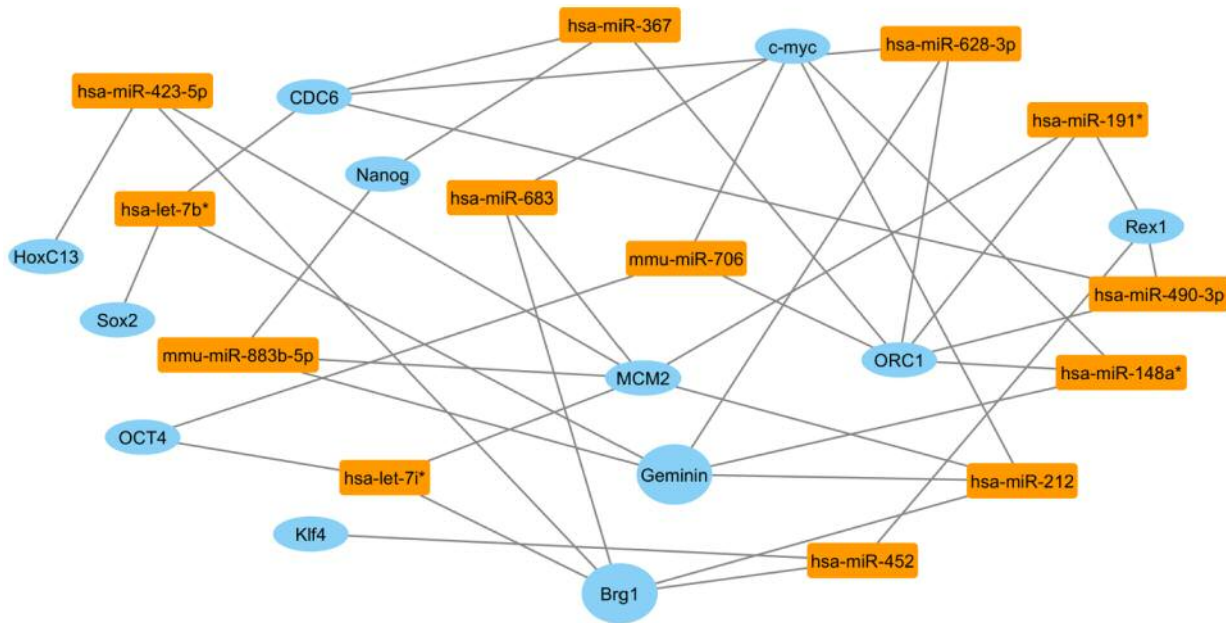 hsa-miR-367
c-myc
hsa-miR-628-3p
hsa-miR-423-5p
CDC6
hsa-miR-191*
Nanog
hsa-miR-683
hsa-let-7b*
Rex1
HoxC13
mmu-miR-706
hsa-miR-490-3p
Sox2
mmu-miR-883b-5p
ORC1
MCM2
hsa-miR-148a*
OCT4
hsa-let-7i*
Geminin
hsa-miR-212
Klf4
hsa-miR-452
Brg1